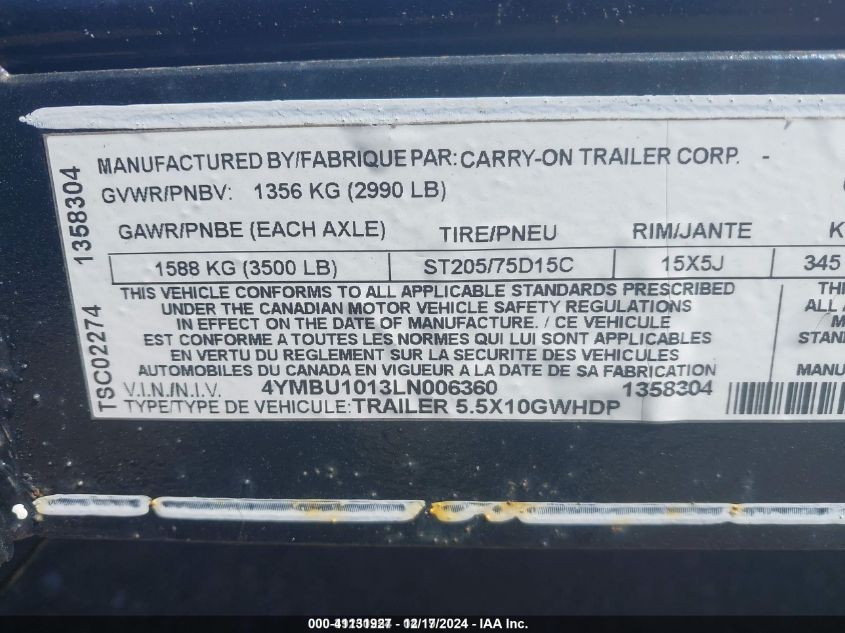 MANUFACTURED BY/FABRIQUE PAR: CARRY-ON TRAILER CORP. -
GVWR/PNBV: 1356 KG (2990 LB)
GAWR/PNBE (EACH AXLE) TIRE/PNEU RIM/JANTE K
1588 KG (3500 LB) ST205/75D15C 15X5J 345
THIS VEHICLE CONFORMS TO ALL APPLICABLE STANDARDS PRESCRIBED TH
UNDER THE CANADIAN MOTOR VEHICLE SAFETY REGULATIONS ALL
IN EFFECT ON THE DATE OF MANUFACTURE. / CE VEHICULE M
EST CONFORME A TOUTES LES NORMES QUI LUI SONT STAN
EN VERTU DU REGLEMENT SUR LA SECURITE DES VEHICULES
AUTOMOBILES DU CANADA EN VIGUEUR A LA DATE DE SA FABRICATION MANU
V.I.N./N.I.V. 4YMBU1013LN006360 1358304
TYPE/TYPE DE VEHICULE: TRAILER 5.5X10GWHDP
TSC02274 1358304
12/17/2024 - IAA Inc.